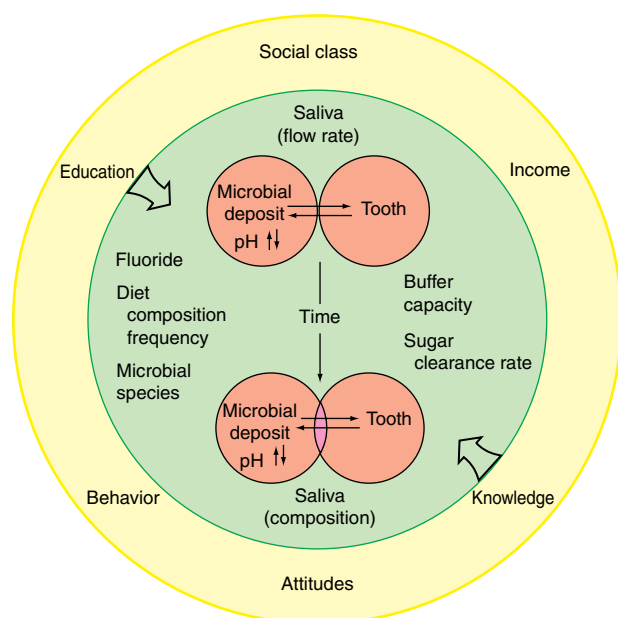 Social class
Saliva
(flow rate)
Education
Income
Microbial
deposit
pH
Tooth
Fluoride
Diet
composition
frequency
Microbial
species
Time
Buffer
capacity
Sugar
clearance rate
Microbial
deposit
pH
Tooth
Behavior
Saliva
(composition)
Knowledge
Attitudes